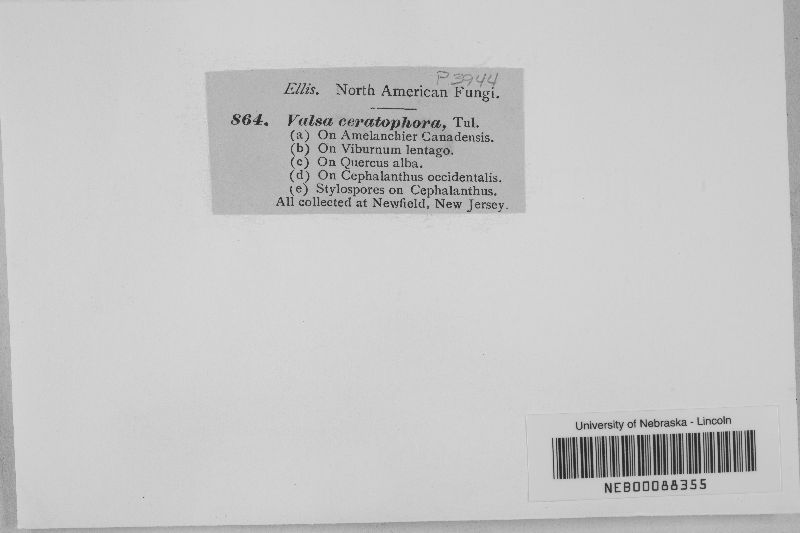 P3944
Ellis. North American Fungi.
864. Valsa ceratophora, Tul.
(a) On Amelanchier Canadensis.
(b) On Viburnum lentago.
(c) On Quercus alba.
(d) On Cephalanthus occidentalis.
(e) Stylospores on Cephalanthus.
All collected at Newfield, New Jersey.
University of Nebraska - Lincoln
NEB00088355